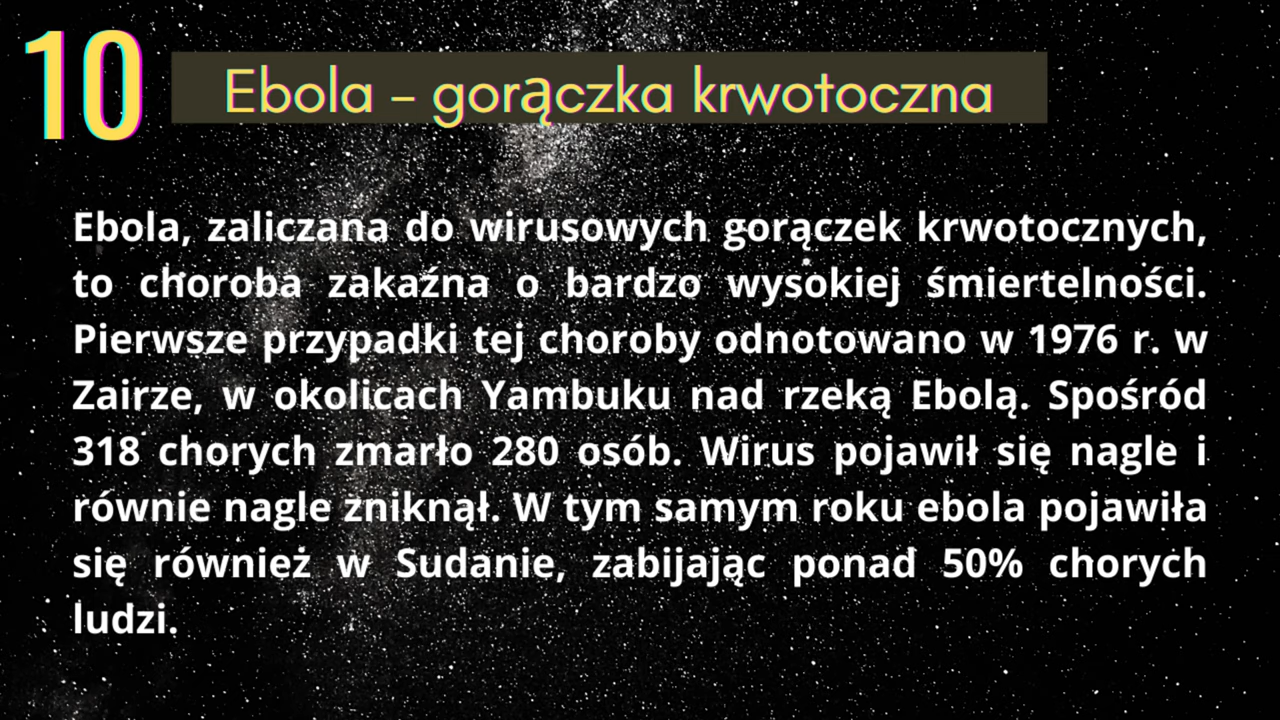 10
Ebola – gorączka krwotoczna
Ebola, zaliczana do wirusowych gorączek krwotocznych,
to choroba zakaźna o bardzo wysokiej śmiertelności.
Pierwsze przypadki tej choroby odnotowano w 1976 r. w
Zairze, w okolicach Yambuku nad rzeką Ebolą. Spośród
318 chorych zmarło 280 osób. Wirus pojawił się nagle i
równie nagle zniknął. W tym samym roku ebola pojawiła
się również w Sudanie, zabijając ponad 50% chorych
ludzi.